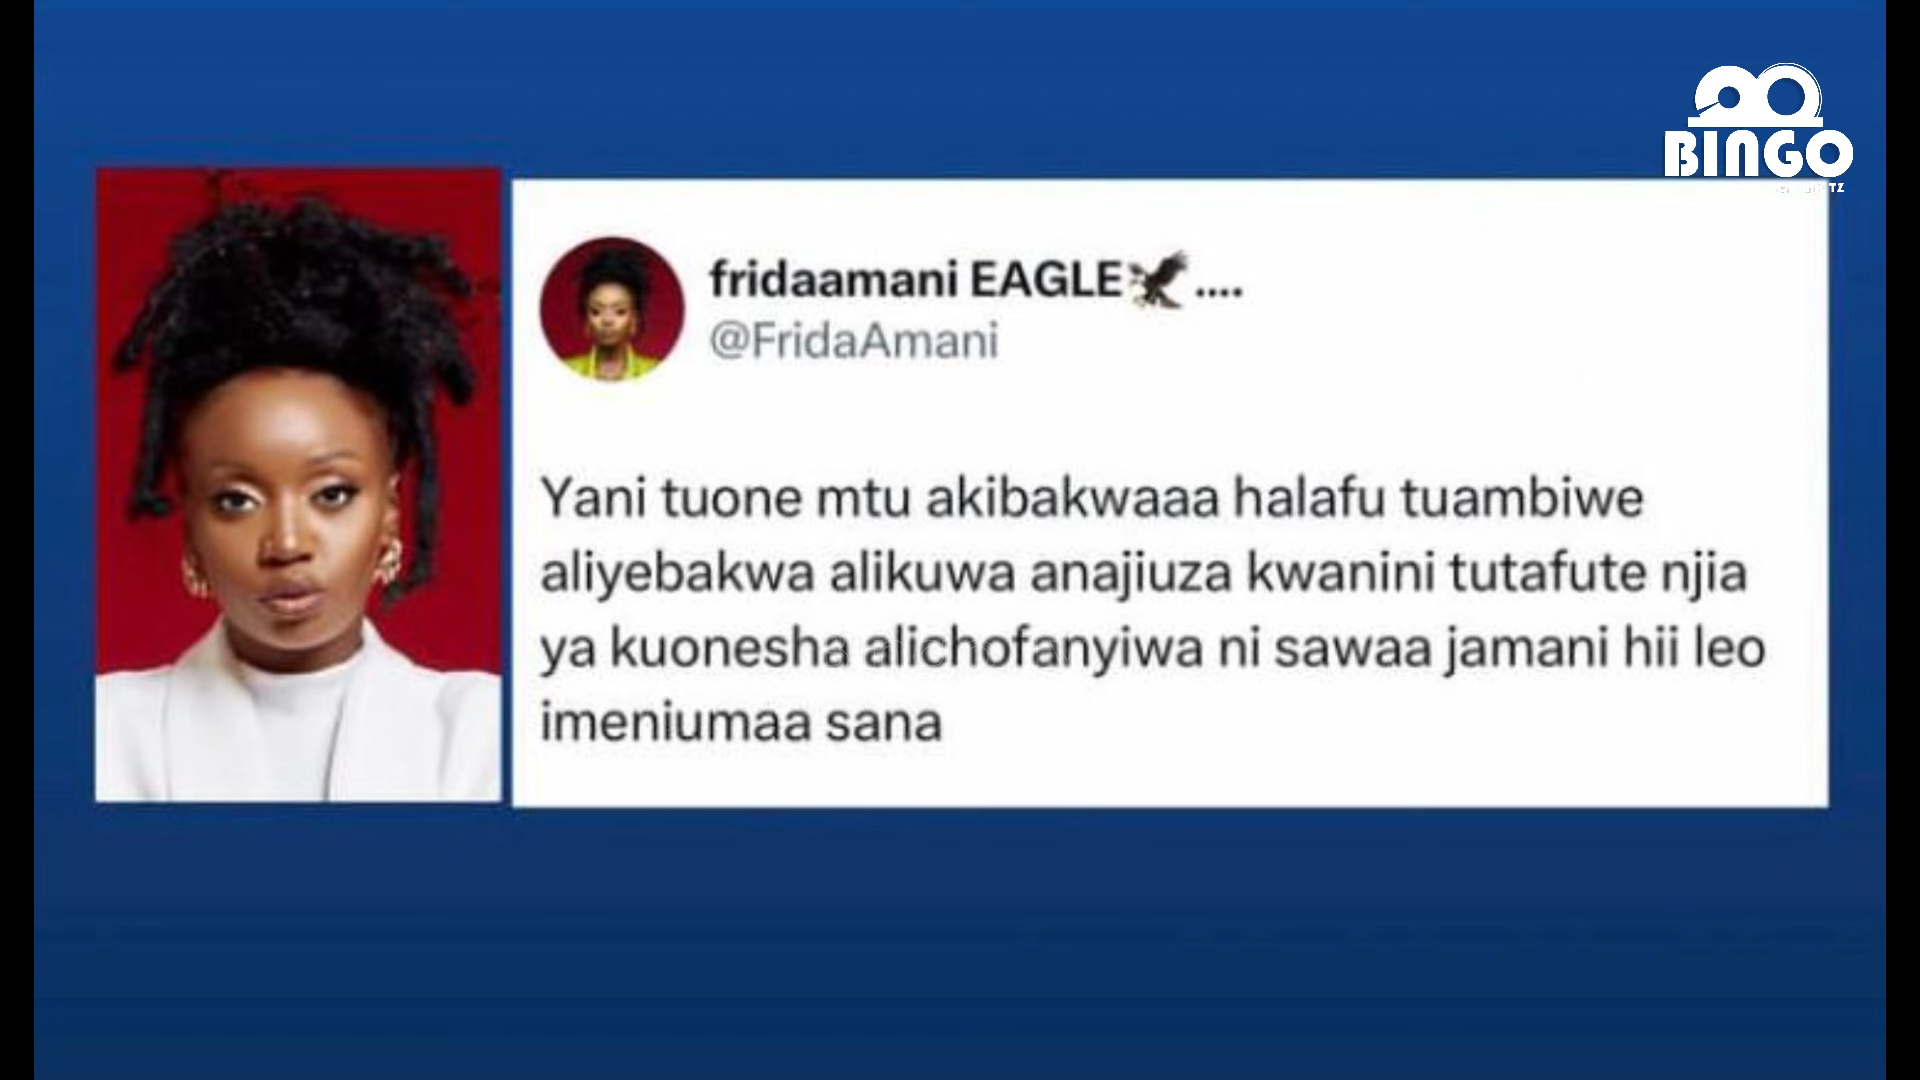 BINGO
TZ
fridaamani EAGLE🦅....
@FridaAmani
Yani tuone mtu akibakwaaa halafu tuambiwe
aliyebakwa alikuwa anajiuza kwanini tutafute njia
ya kuonesha alichofanyiwa ni sawaa jamani hii leo
imeniumaa sana